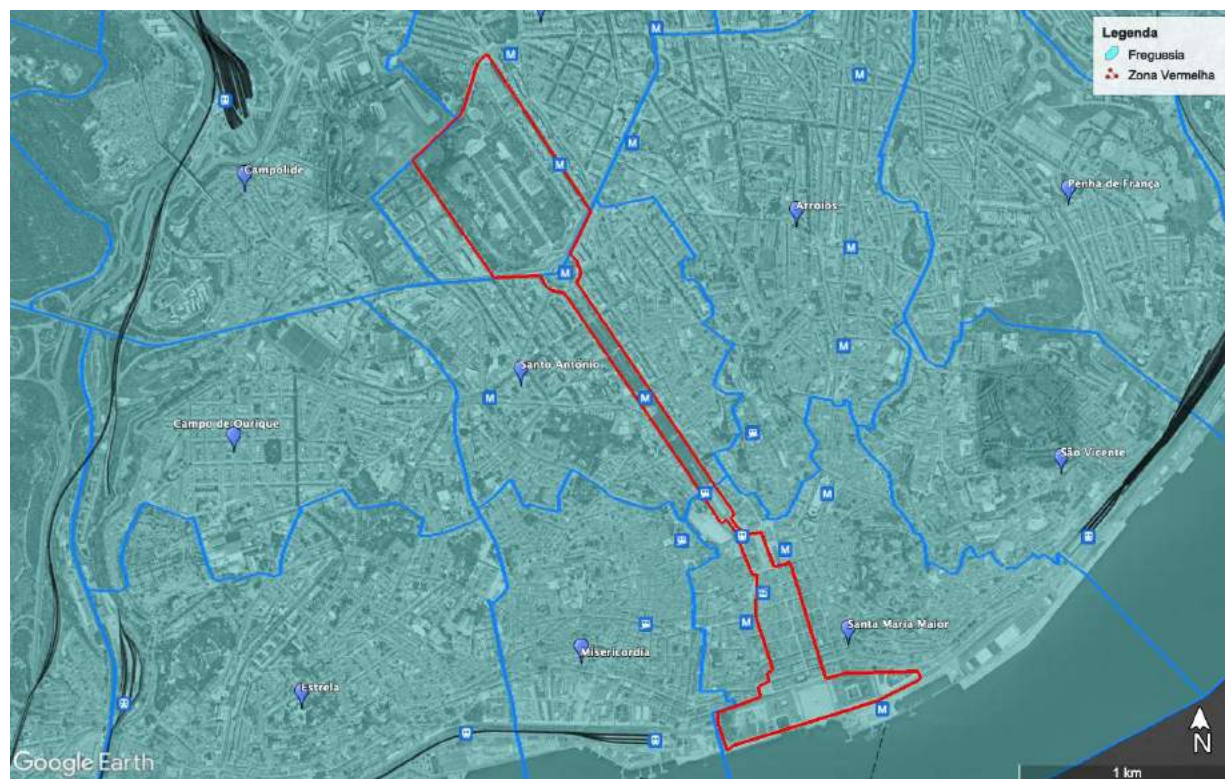 Legenda
Freguesia
Zona Vermelha
M
M
M
M
M
Campolide
Penha de França
Arroios
M
M
M
Santo António
M
M
Campo de Ourique
São Vicente
M
M
Santa Maria Maior
M
Misericórdia
Estrela
M
N
Google Earth
1 km